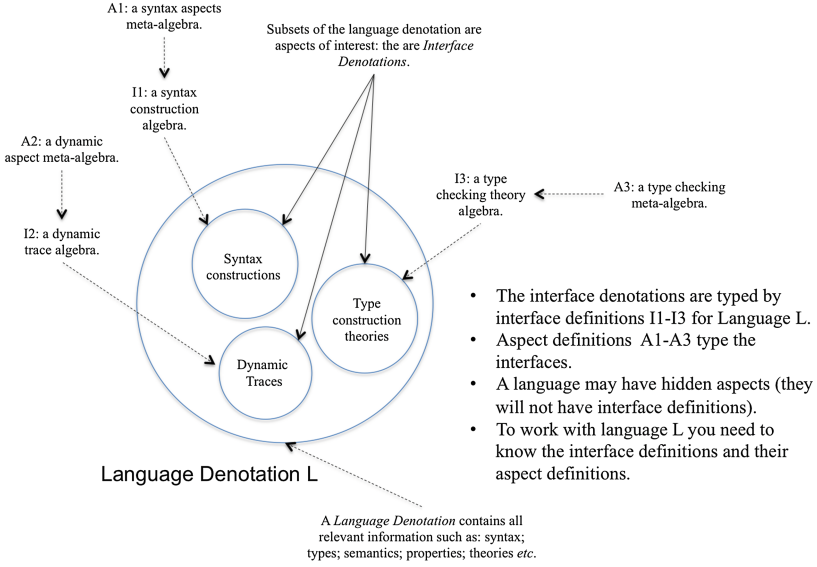 A1: a syntax aspects
meta-algebra.
Subsets of the language denotation are
aspects of interest: the are Interface
Denotations.
I1: a syntax
construction
algebra.
A2: a dynamic
aspect meta-algebra.
I3: a type
checking theory
algebra.
A3: a type checking
meta-algebra.
I2: a dynamic
trace algebra.
Syntax
constructions
Type
construction
theories
Dynamic
Traces
• The interface denotations are typed by
interface definitions I1-I3 for Language L.
• Aspect definitions A1-A3 type the
interfaces.
• A language may have hidden aspects (they
will not have interface definitions).
• To work with language L you need to
know the interface definitions and their
aspect definitions.
Language Denotation L
A Language Denotation contains all
relevant information such as: syntax;
types; semantics; properties; theories etc.